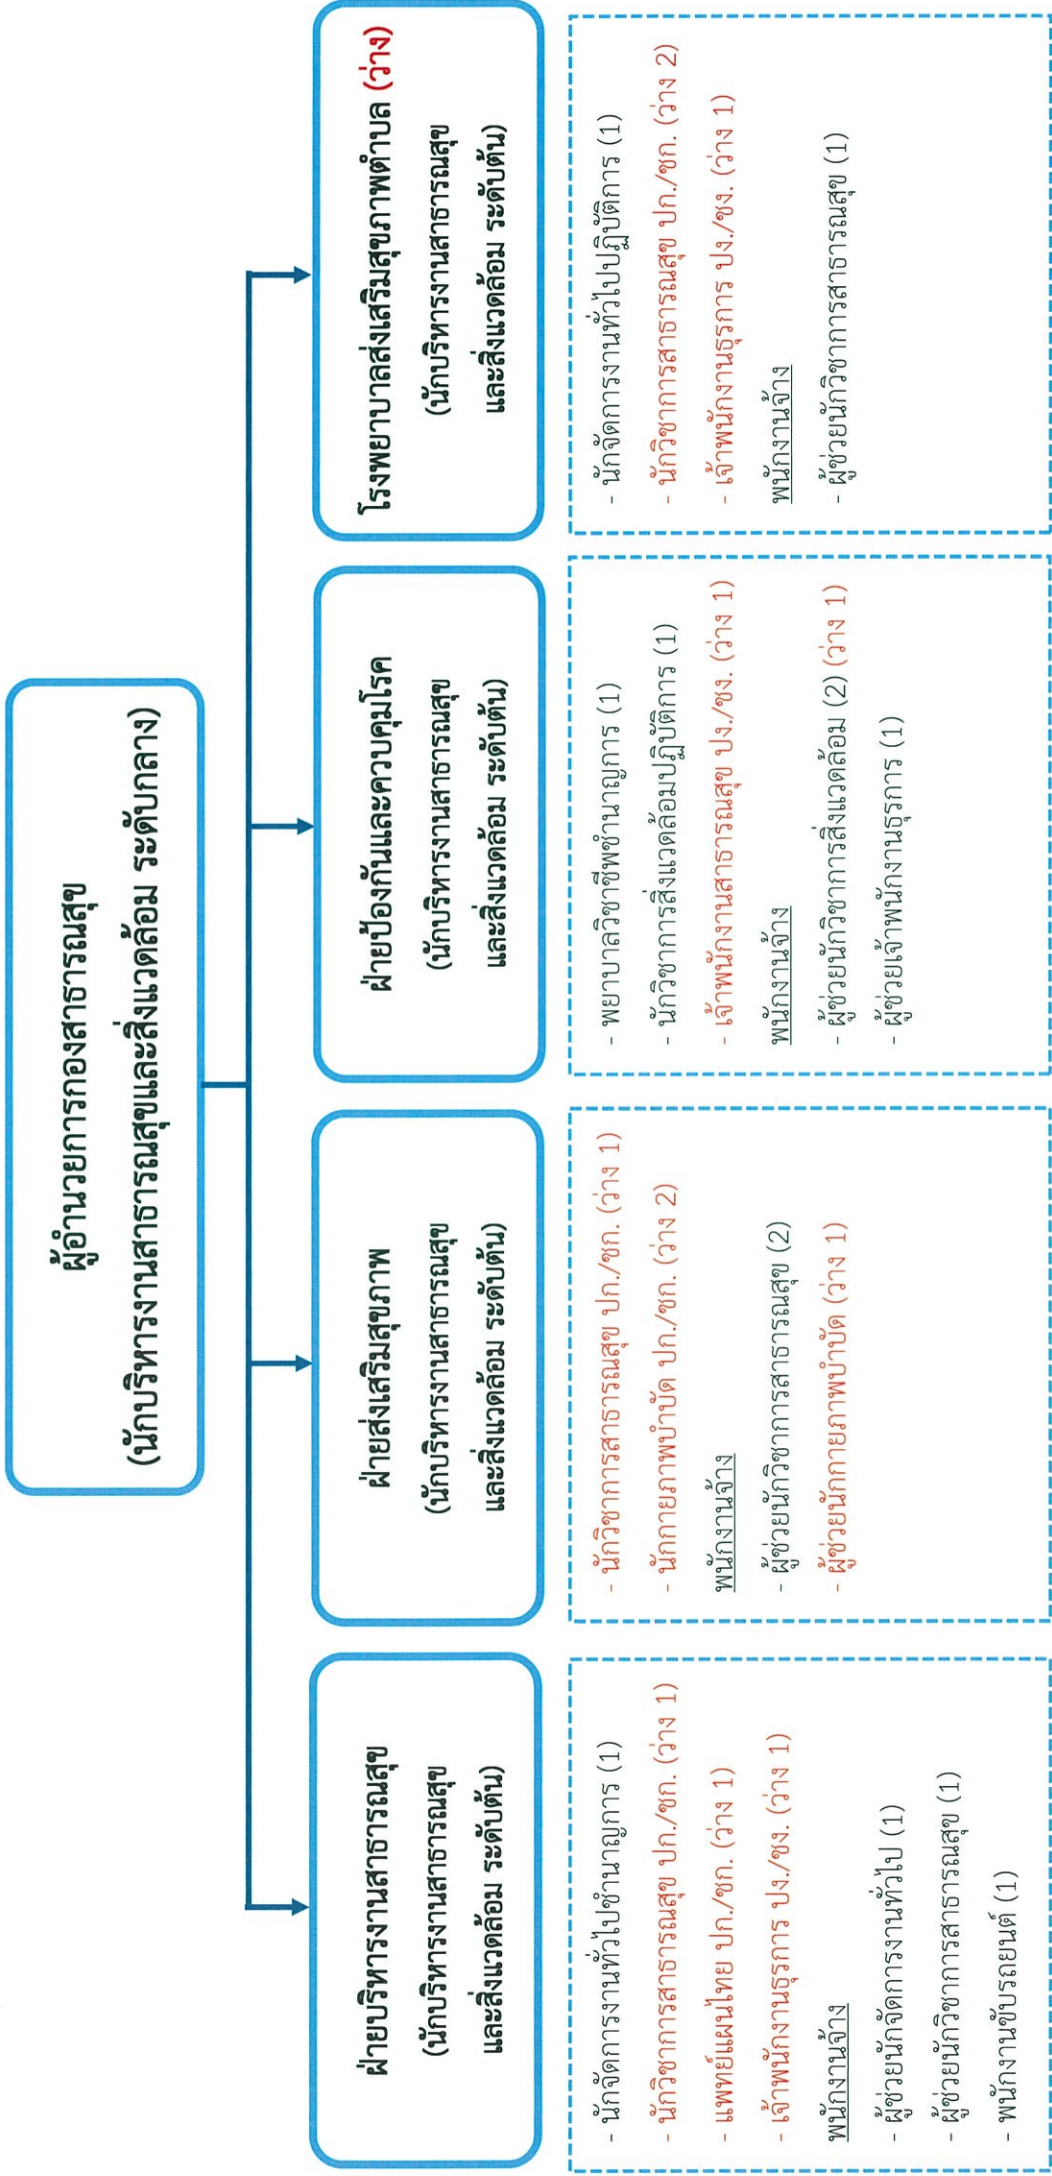 ผู้อำนวยการกองสาธารณสุข
(นักบริหารงานสาธารณสุขและสิ่งแวดล้อม ระดับกลาง)
ฝ่ายบริหารงานสาธารณสุข
(นักบริหารงานสาธารณสุข
และสิ่งแวดล้อม ระดับต้น)
- นักจัดการงานทั่วไปชำนาญการ (1)
- นักวิชาการสาธารณสุข ปก./ชก. (ว่าง 1)
- แพทย์แผนไทย ปก./ชก. (ว่าง 1)
- เจ้าพนักงานธุรการ ปง./ชง. (ว่าง 1)
พนักงานจ้าง
- ผู้ช่วยนักจัดการงานทั่วไป (1)
- ผู้ช่วยนักวิชาการสาธารณสุข (1)
- พนักงานขับรถยนต์ (1)
ฝ่ายส่งเสริมสุขภาพ
(นักบริหารงานสาธารณสุข
และสิ่งแวดล้อม ระดับต้น)
- นักวิชาการสาธารณสุข ปก./ชก. (ว่าง 1)
- นักกายภาพบำบัด ปก./ชก. (ว่าง 2)
พนักงานจ้าง
- ผู้ช่วยนักวิชาการสาธารณสุข (2)
- ผู้ช่วยนักกายภาพบำบัด (ว่าง 1)
ฝ่ายป้องกันและควบคุมโรค
(นักบริหารงานสาธารณสุข
และสิ่งแวดล้อม ระดับต้น)
- พยาบาลวิชาชีพชำนาญการ (1)
- นักวิชาการสิ่งแวดล้อมปฏิบัติการ (1)
- เจ้าพนักงานสาธารณสุข ปง./ชง. (ว่าง 1)
พนักงานจ้าง
- ผู้ช่วยนักวิชาการสิ่งแวดล้อม (2) (ว่าง 1)
- ผู้ช่วยเจ้าพนักงานธุรการ (1)
โรงพยาบาลส่งเสริมสุขภาพตำบล (ว่าง)
(นักบริหารงานสาธารณสุข
และสิ่งแวดล้อม ระดับต้น)
- นักจัดการงานทั่วไปปฏิบัติการ (1)
- นักวิชาการสาธารณสุข ปก./ชก. (ว่าง 2)
- เจ้าพนักงานธุรการ ปง./ชง. (ว่าง 1)
พนักงานจ้าง
- ผู้ช่วยนักวิชาการสาธารณสุข (1)